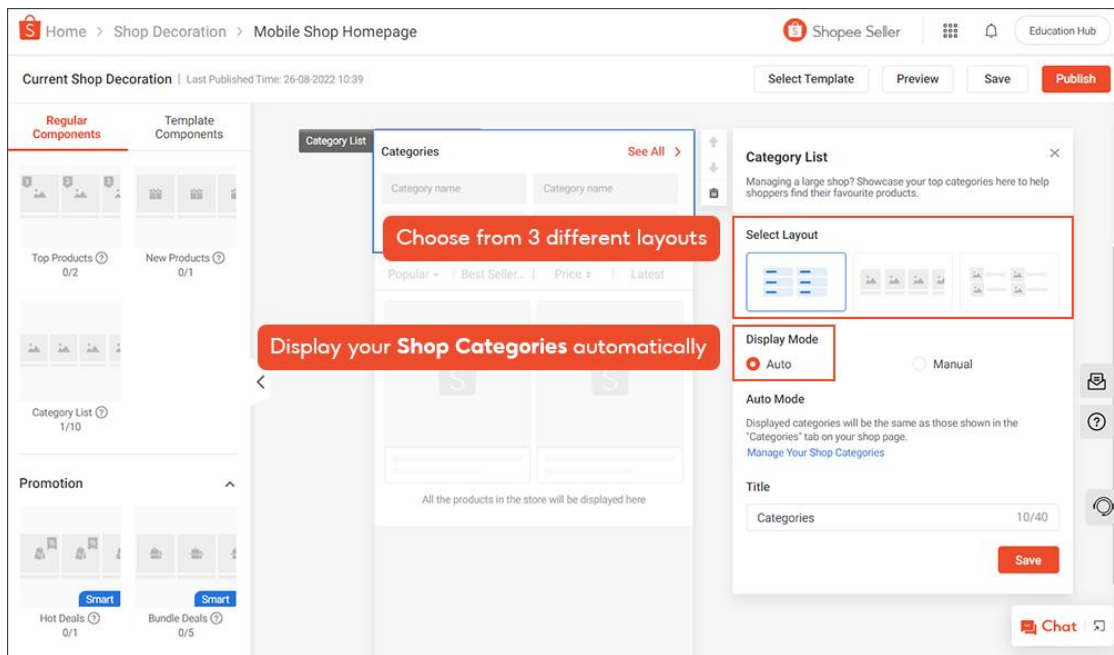 Home > Shop Decoration > Mobile Shop Homepage
Shopee Seller
Education Hub
Current Shop Decoration | Last Published Time: 26-08-2022 10:39
Select Template
Preview
Save
Publish
Regular Components
Template Components
Top Products
0/2
New Products
0/1
Category List
1/10
Promotion
Smart
Hot Deals
0/1
Smart
Bundle Deals
0/5
Category List
Categories
See All >
Category name
Category name
Choose from 3 different layouts
Popular
Best Seller...
Price
Latest
Display your Shop Categories automatically
All the products in the store will be displayed here
Category List
Managing a large shop? Showcase your top categories here to help
shoppers find their favourite products.
Select Layout
Display Mode
Auto
Manual
Auto Mode
Displayed categories will be the same as those shown in the
"Categories" tab on your shop page.
Manage Your Shop Categories
Title
Categories
10/40
Save
Chat